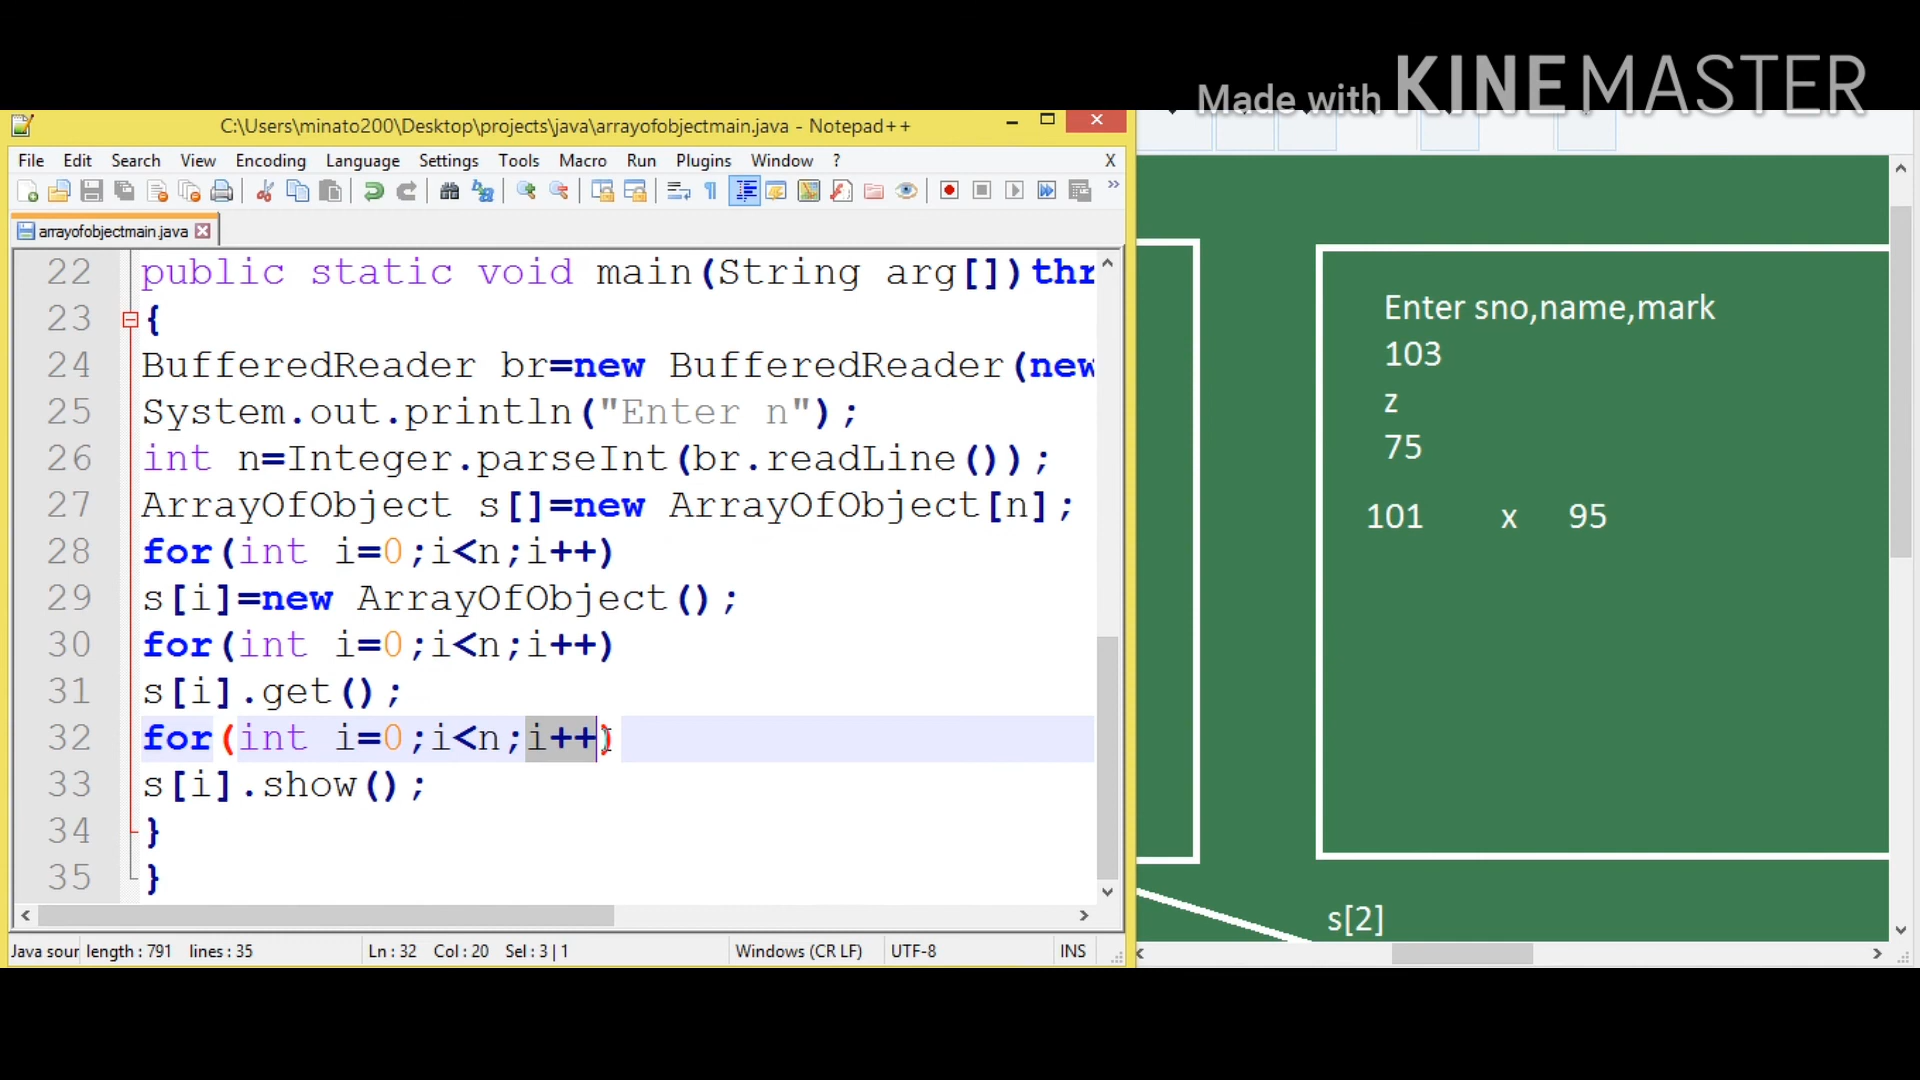 Made with KINEMASTER
C:\Users\minato200\Desktop\projects\java\arrayofobjectmain.java - Notepad++
File Edit Search View Encoding Language Settings Tools Macro Run Plugins Window ? X
arrayofobjectmain.java
22 public static void main(String arg[])thr
23 {
24 BufferedReader br=new BufferedReader(new
25 System.out.println("Enter n");
26 int n=Integer.parseInt(br.readLine());
27 ArrayOfObject s[]=new ArrayOfObject[n];
28 for(int i=0;i<n;i++)
29 s[i]=new ArrayOfObject();
30 for(int i=0;i<n;i++)
31 s[i].get();
32 for(int i=0;i<n;i++)
33 s[i].show();
34 }
35 }
Java sour length : 791 lines : 35 Ln : 32 Col : 20 Sel : 3 | 1 Windows (CR LF) UTF-8 INS
Enter sno,name,mark
103
z
75
101 x 95
s[2]